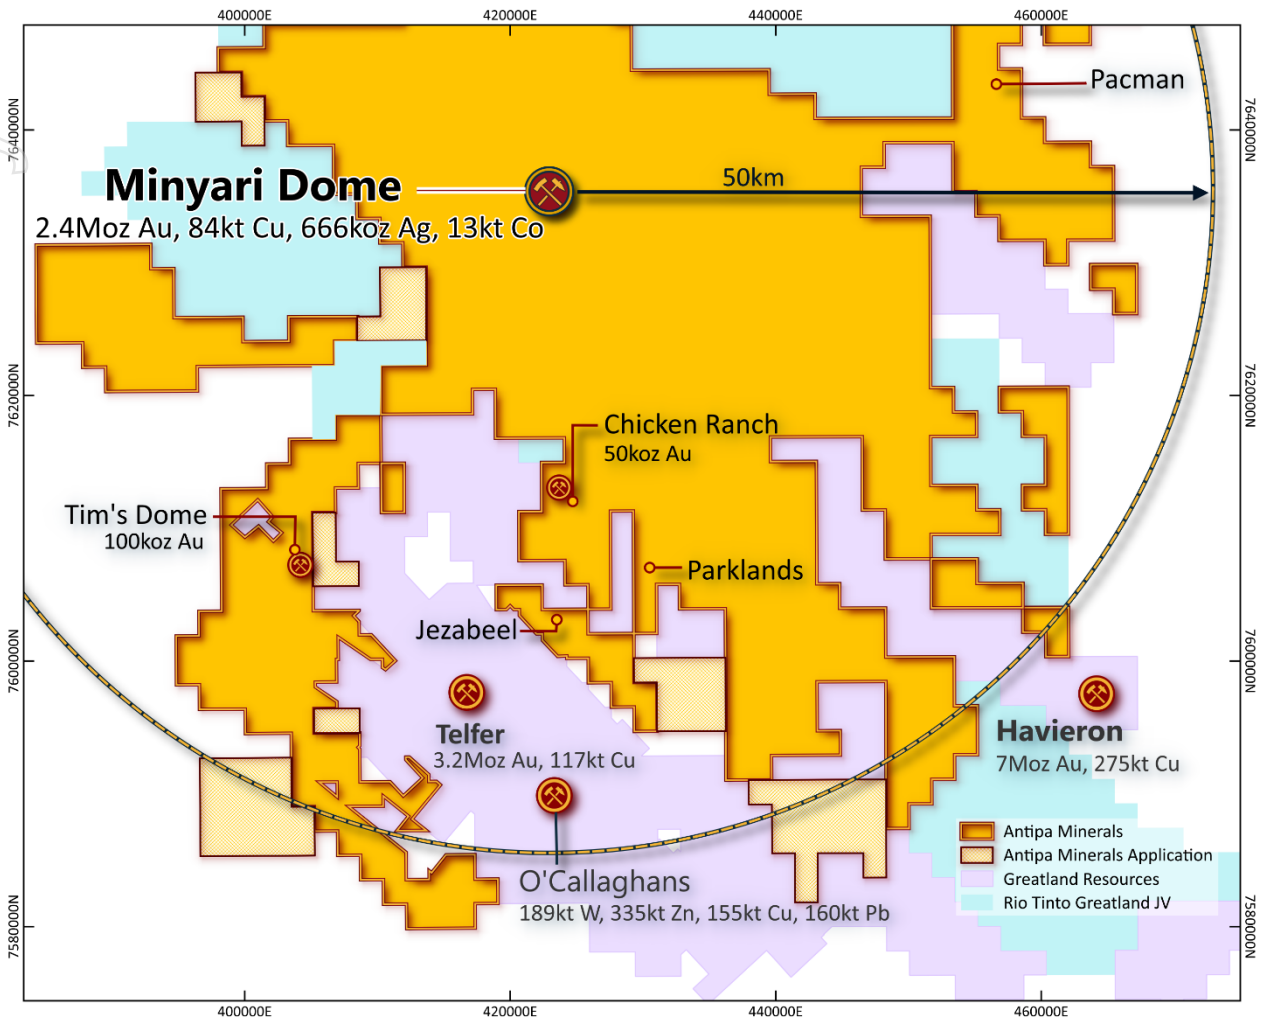 400000E
420000E
440000E
460000E
7640000N
7640000N
Pacman
50km
Minyari Dome
2.4Moz Au, 84kt Cu, 666koz Ag, 13kt Co
7620000N
7620000N
Chicken Ranch
50koz Au
Tim's Dome
100koz Au
Parklands
Jezabeel
7600000N
7600000N
Telfer
3.2Moz Au, 117kt Cu
Havieron
7Moz Au, 275kt Cu
Antipa Minerals
Antipa Minerals Application
Greatland Resources
Rio Tinto Greatland JV
O'Callaghans
189kt W, 335kt Zn, 155kt Cu, 160kt Pb
7580000N
7580000N
400000E
420000E
440000E
460000E